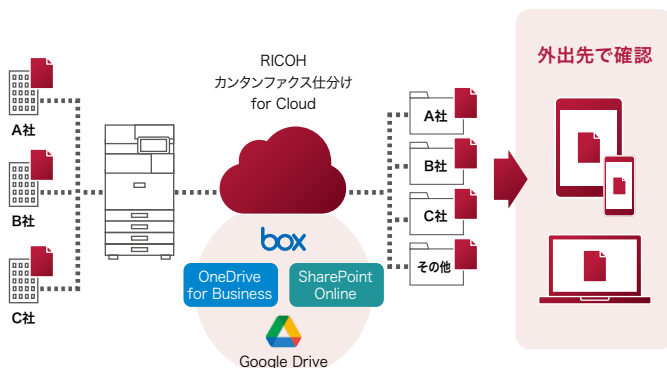 A社
B社
C社
RICOH
カンタンファクス仕分け
for Cloud
box
OneDrive
for Business
SharePoint
Online
Google Drive
A社
B社
C社
その他
外出先で確認